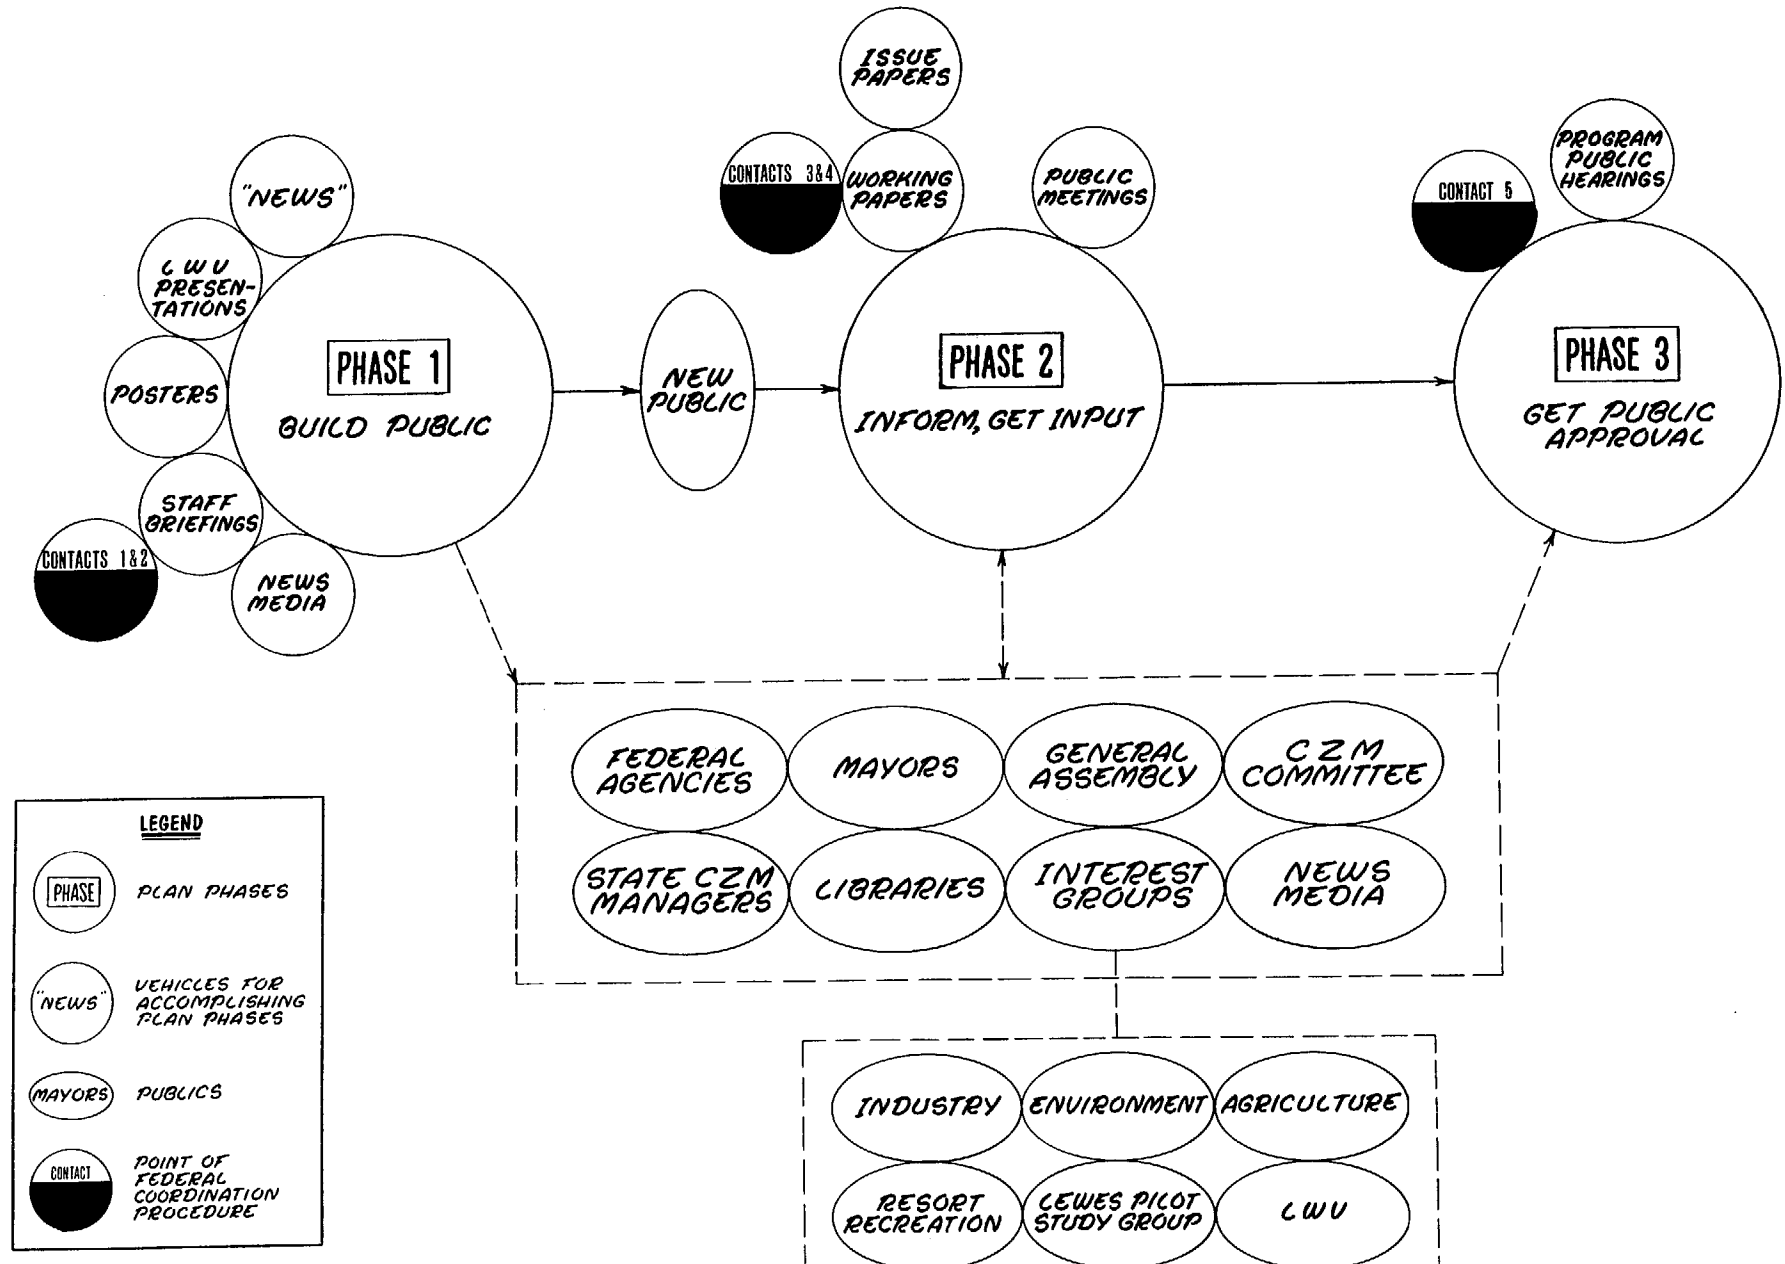 ISSUE
PAPERS
CONTACTS 3&4
WORKING
PAPERS
PUBLIC
MEETINGS
PROGRAM
PUBLIC
HEARINGS
CONTACT 5
"NEWS"
LWV
PRESEN-
TATIONS
POSTERS
STAFF
BRIEFINGS
CONTACTS 1&2
NEWS
MEDIA
PHASE 1
BUILD PUBLIC
NEW
PUBLIC
PHASE 2
INFORM, GET INPUT
PHASE 3
GET PUBLIC
APPROVAL
FEDERAL
AGENCIES
MAYORS
GENERAL
ASSEMBLY
CZM
COMMITTEE
STATE CZM
MANAGERS
LIBRARIES
INTEREST
GROUPS
NEWS
MEDIA
INDUSTRY
ENVIRONMENT
AGRICULTURE
RESORT
RECREATION
LEWES PILOT
STUDY GROUP
LWV
LEGEND
PHASE
PLAN PHASES
"NEWS"
VEHICLES FOR
ACCOMPLISHING
PLAN PHASES
MAYORS
PUBLICS
CONTACT
POINT OF
FEDERAL
COORDINATION
PROCEDURE